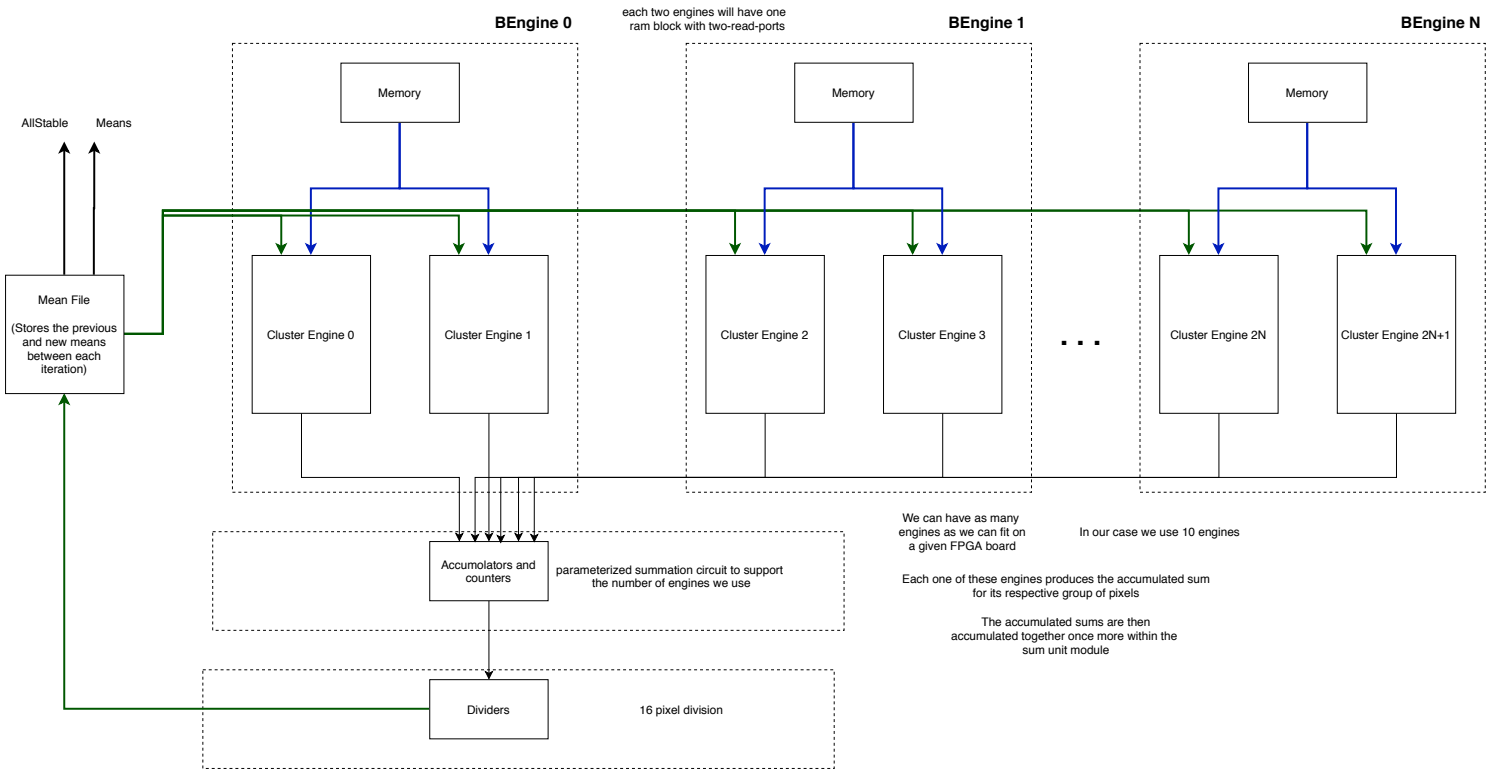 each two engines will have one
ram block with two-read-ports
BEngine 0
BEngine 1
BEngine N
Memory
Memory
Memory
AllStable
Means
Mean File
(Stores the previous
and new means
between each
iteration)
Cluster Engine 0
Cluster Engine 1
Cluster Engine 2
Cluster Engine 3
. . .
Cluster Engine 2N
Cluster Engine 2N+1
We can have as many
engines as we can fit on
a given FPGA board
In our case we use 10 engines
Accumolators and
counters
parameterized summation circuit to support
the number of engines we use
Each one of these engines produces the accumulated sum
for its respective group of pixels
The accumulated sums are then
accumulated together once more within the
sum unit module
Dividers
16 pixel division